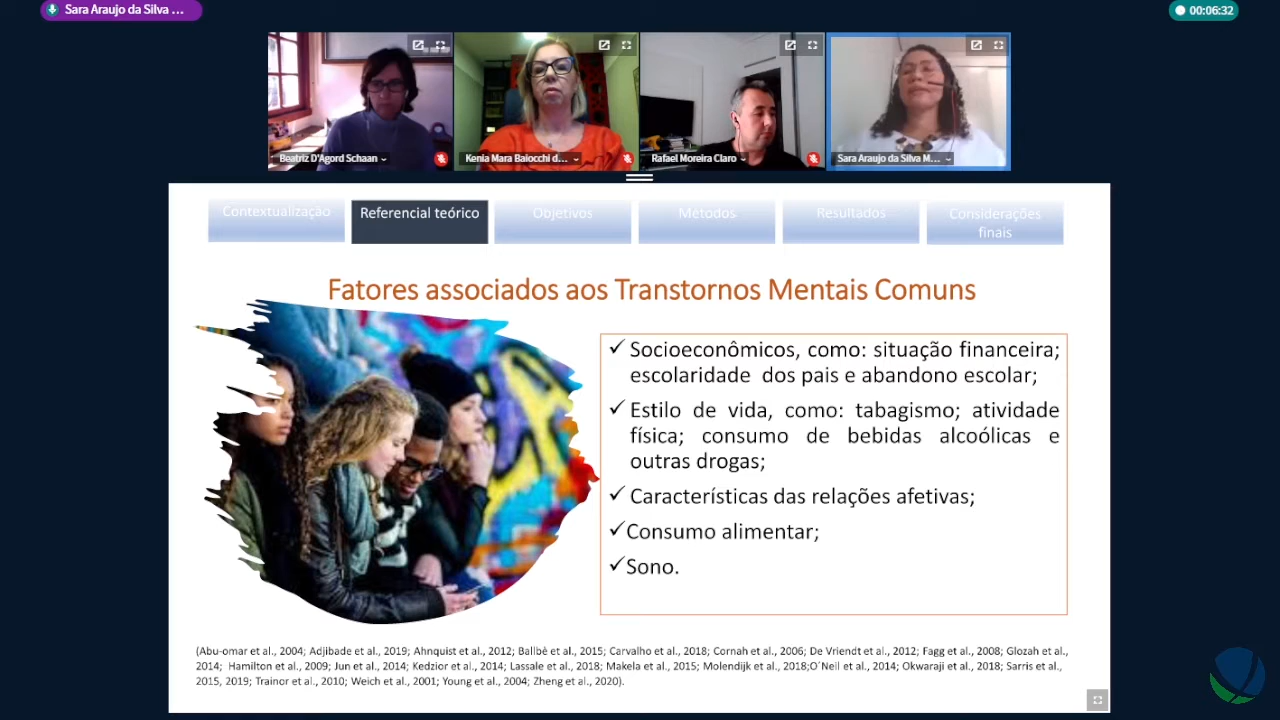 Sara Araujo da Silva ...
00:06:32
Beatriz D'Agord Schaan
Kenia Mara Baiocchi d...
Rafael Moreira Claro
Sara Araujo da Silva M...
Contextualização
Referencial teórico
Objetivos
Métodos
Resultados
Considerações
finais
Fatores associados aos Transtornos Mentais Comuns
✓ Socioeconômicos, como: situação financeira;
escolaridade dos pais e abandono escolar;
✓ Estilo de vida, como: tabagismo; atividade
física; consumo de bebidas alcoólicas e
outras drogas;
✓ Características das relações afetivas;
✓ Consumo alimentar;
✓ Sono.
(Abu-omar et al., 2004; Adjibade et al., 2019; Ahnquist et al., 2012; Ballbè et al., 2015; Carvalho et al., 2018; Cornah et al., 2006; De Vriendt et al., 2012; Fagg et al., 2008; Glozah et al.,
2014; Hamilton et al., 2009; Jun et al., 2014; Kedzior et al., 2014; Lassale et al., 2018; Makela et al., 2015; Molendijk et al., 2018;O´Neil et al., 2014; Okwaraji et al., 2018; Sarris et al.,
2015, 2019; Trainor et al., 2010; Weich et al., 2001; Young et al., 2004; Zheng et al., 2020).